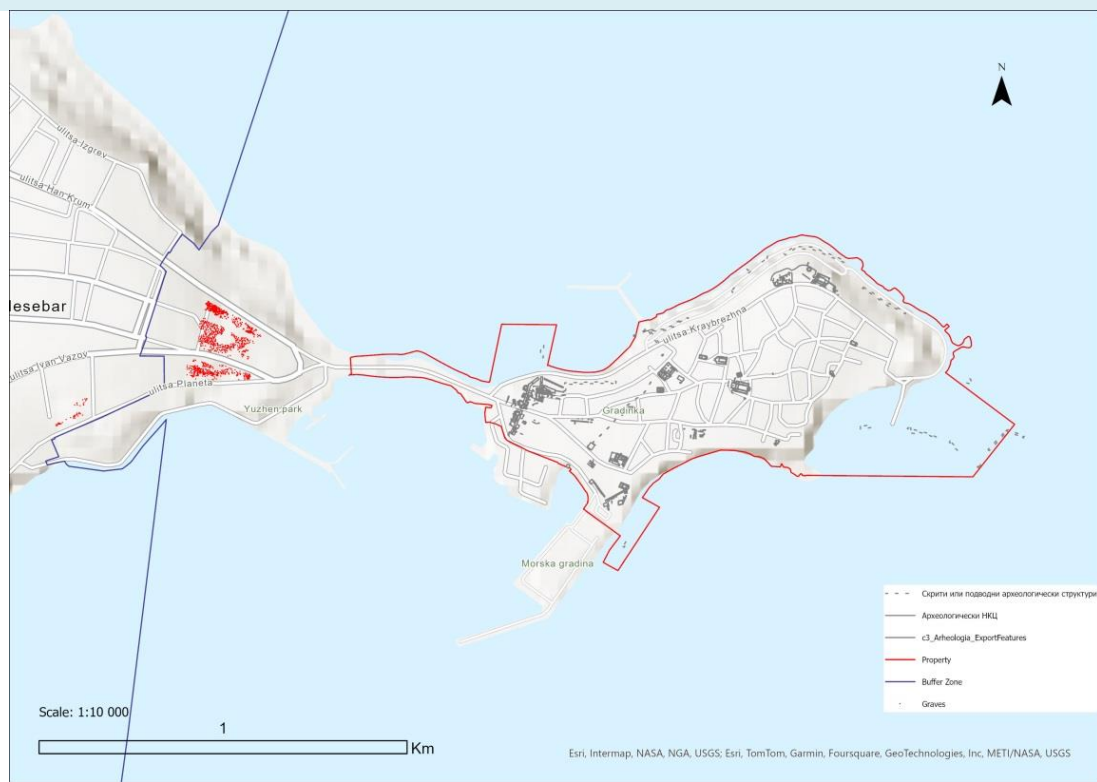 N
ulitsa Izgrev
ulitsa Han Krum
lesebar
ulitsa Ivan Vazov
ulitsa Planeta
Yuzhen park
ulitsa Kraybrezhna
Gradinka
Morska gradina
Скрити или подводни археологически структури
Археологически НКЦ
c3_Arheologia_ExportFeatures
Property
Buffer Zone
Graves
Scale: 1:10 000
1
Km
Esri, Intermap, NASA, NGA, USGS; Esri, TomTom, Garmin, Foursquare, GeoTechnologies, Inc, METI/NASA, USGS